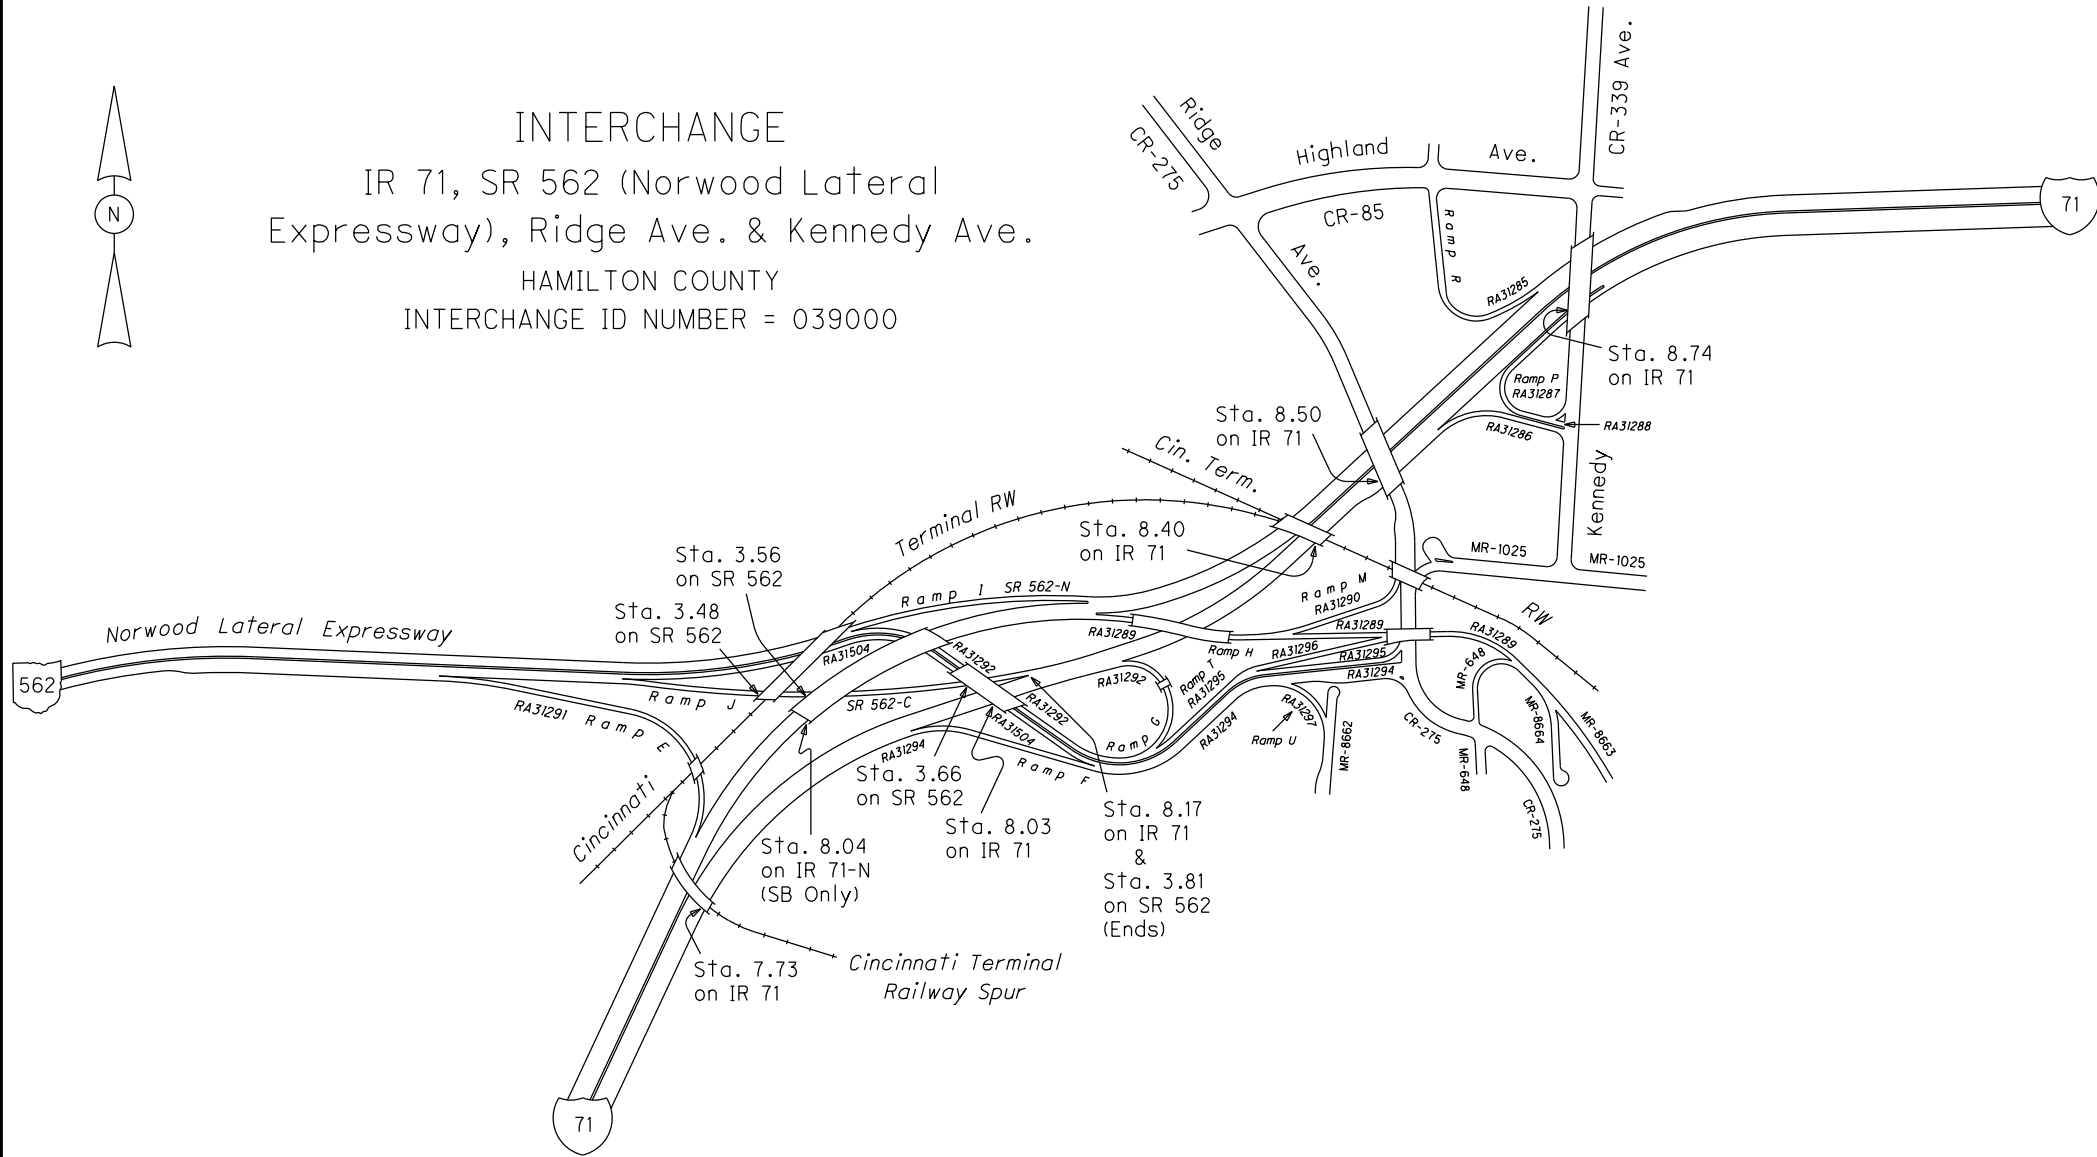 INTERCHANGE
IR 71, SR 562 (Norwood Lateral
Expressway), Ridge Ave. & Kennedy Ave.
HAMILTON COUNTY
INTERCHANGE ID NUMBER = 039000
N
Ridge
CR-275
Highland
Ave.
CR-339 Ave.
CR-85
Ave.
Ramp R
RA31285
71
Sta. 8.74
on IR 71
Ramp P
RA31287
RA31288
RA31286
Kennedy
Sta. 8.50
on IR 71
Cin. Term.
Terminal RW
Sta. 8.40
on IR 71
MR-1025
MR-1025
RW
Sta. 3.56
on SR 562
Sta. 3.48
on SR 562
Ramp I
SR 562-N
Ramp M
RA31290
RA31289
RA31289
RA31289
Ramp H
RA31296
RA31295
RA31294
Norwood Lateral Expressway
562
RA31504
RA31292
RA31292
RA31292
Ramp T
RA31295
Ramp J
SR 562-C
RA31291
Ramp E
RA31294
RA31504
Ramp F
Ramp G
RA31294
RA31297
Ramp U
MR-8662
CR-275
MR-648
MR-648
MR-8664
MR-8663
CR-275
Cincinnati
Sta. 3.66
on SR 562
Sta. 8.03
on IR 71
Sta. 8.04
on IR 71-N
(SB Only)
Sta. 8.17
on IR 71
&
Sta. 3.81
on SR 562
(Ends)
Sta. 7.73
on IR 71
Cincinnati Terminal
Railway Spur
71